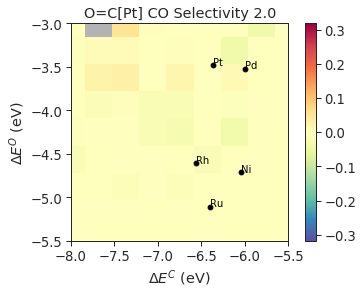 O=C[Pt] CO Selectivity 2.0
−3.0
−3.5
−4.0
−4.5
−5.0
−5.5
ΔE^O (eV)
Pt
Pd
Rh
Ni
Ru
−8.0 −7.5 −7.0 −6.5 −6.0 −5.5
ΔE^C (eV)
0.3
0.2
0.1
0.0
−0.1
−0.2
−0.3